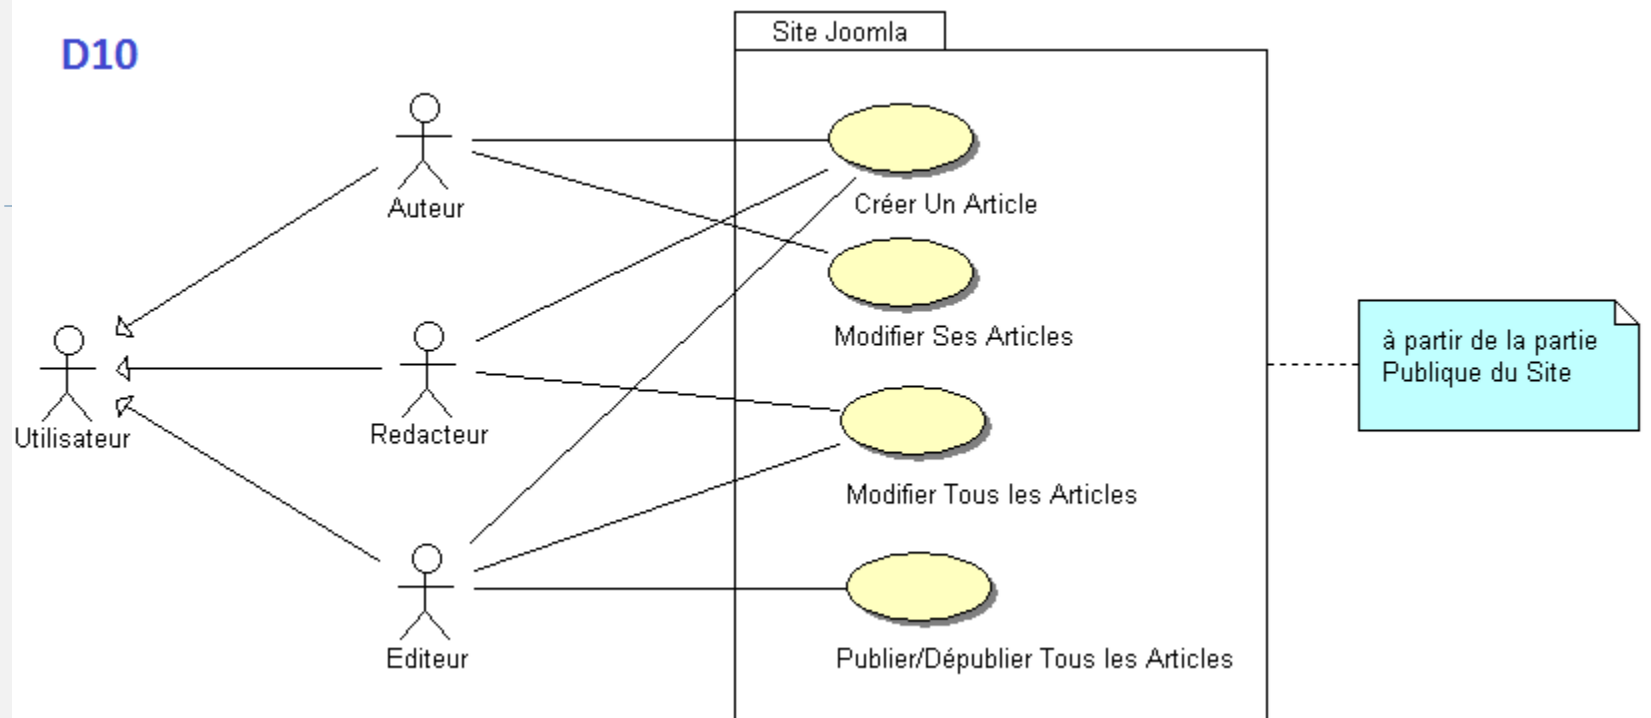 D10
Site Joomla
Auteur
Créer Un Article
Modifier Ses Articles
à partir de la partie
Publique du Site
Utilisateur
Redacteur
Modifier Tous les Articles
Editeur
Publier/Dépublier Tous les Articles